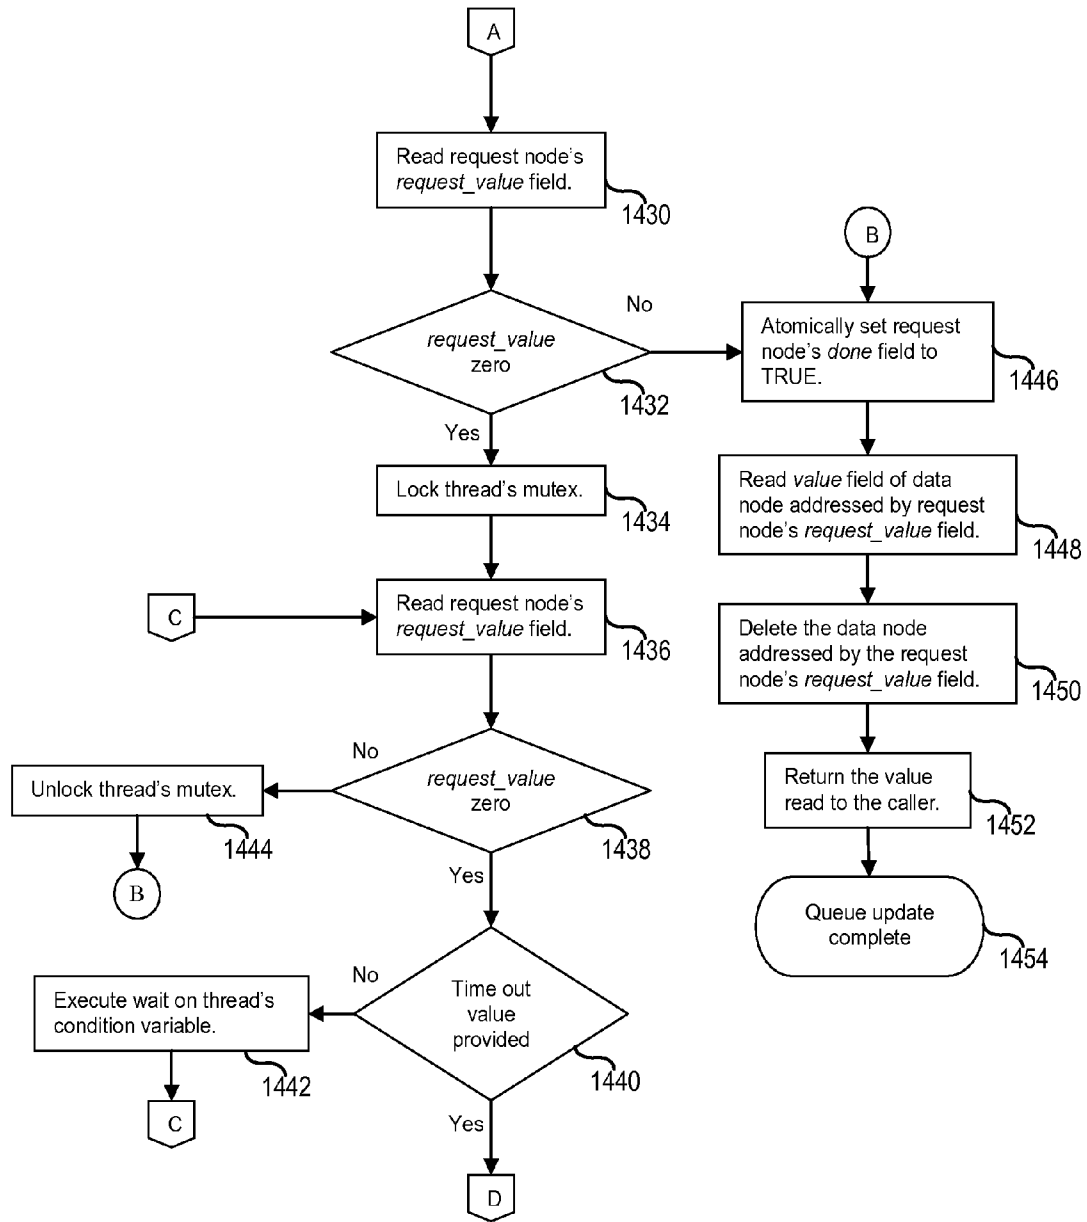 A
Read request node's
request_value field.
1430
B
No
request_value
zero
1432
Atomically set request
node's done field to
TRUE.
1446
Yes
Lock thread's mutex.
1434
Read value field of data
node addressed by request
node's request_value field.
1448
C
Read request node's
request_value field.
1436
Delete the data node
addressed by the request
node's request_value field.
1450
No
request_value
zero
1438
Unlock thread's mutex.
1444
B
Return the value
read to the caller.
1452
Yes
Queue update
complete
1454
No
Time out
value
provided
1440
Execute wait on thread's
condition variable.
1442
C
Yes
D